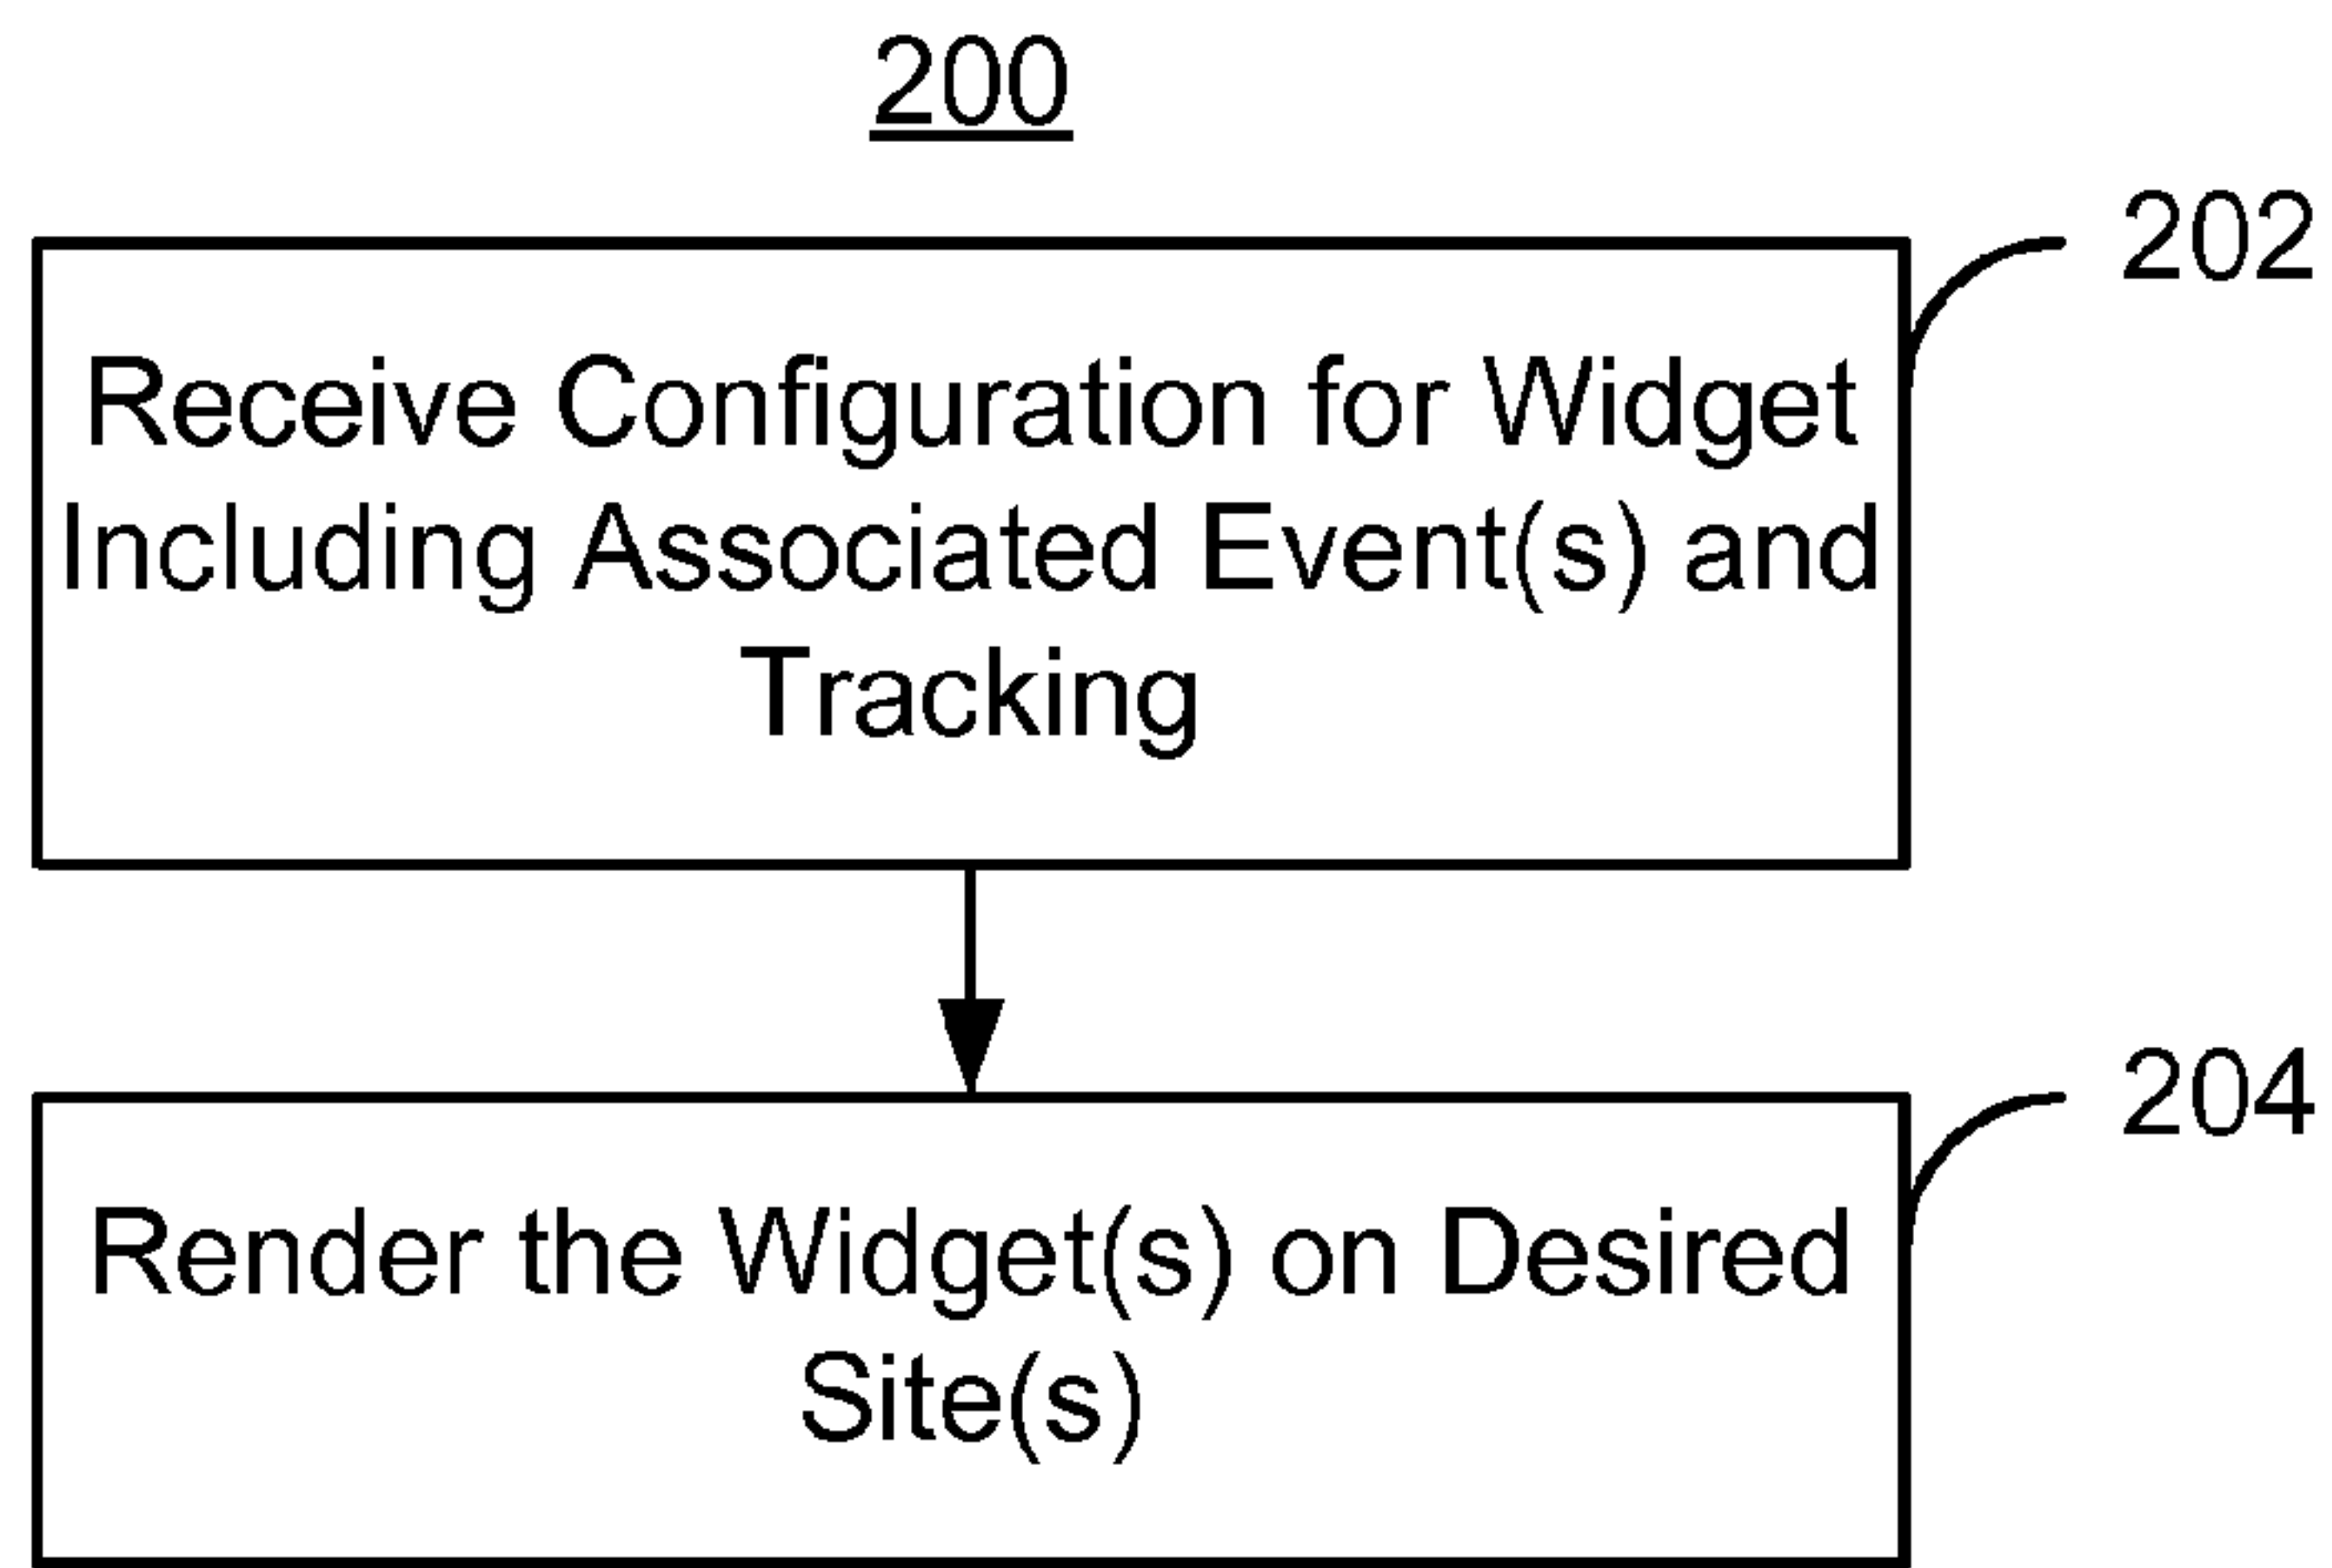 200
202
Receive Configuration for Widget
Including Associated Event(s) and
Tracking
204
Render the Widget(s) on Desired
Site(s)